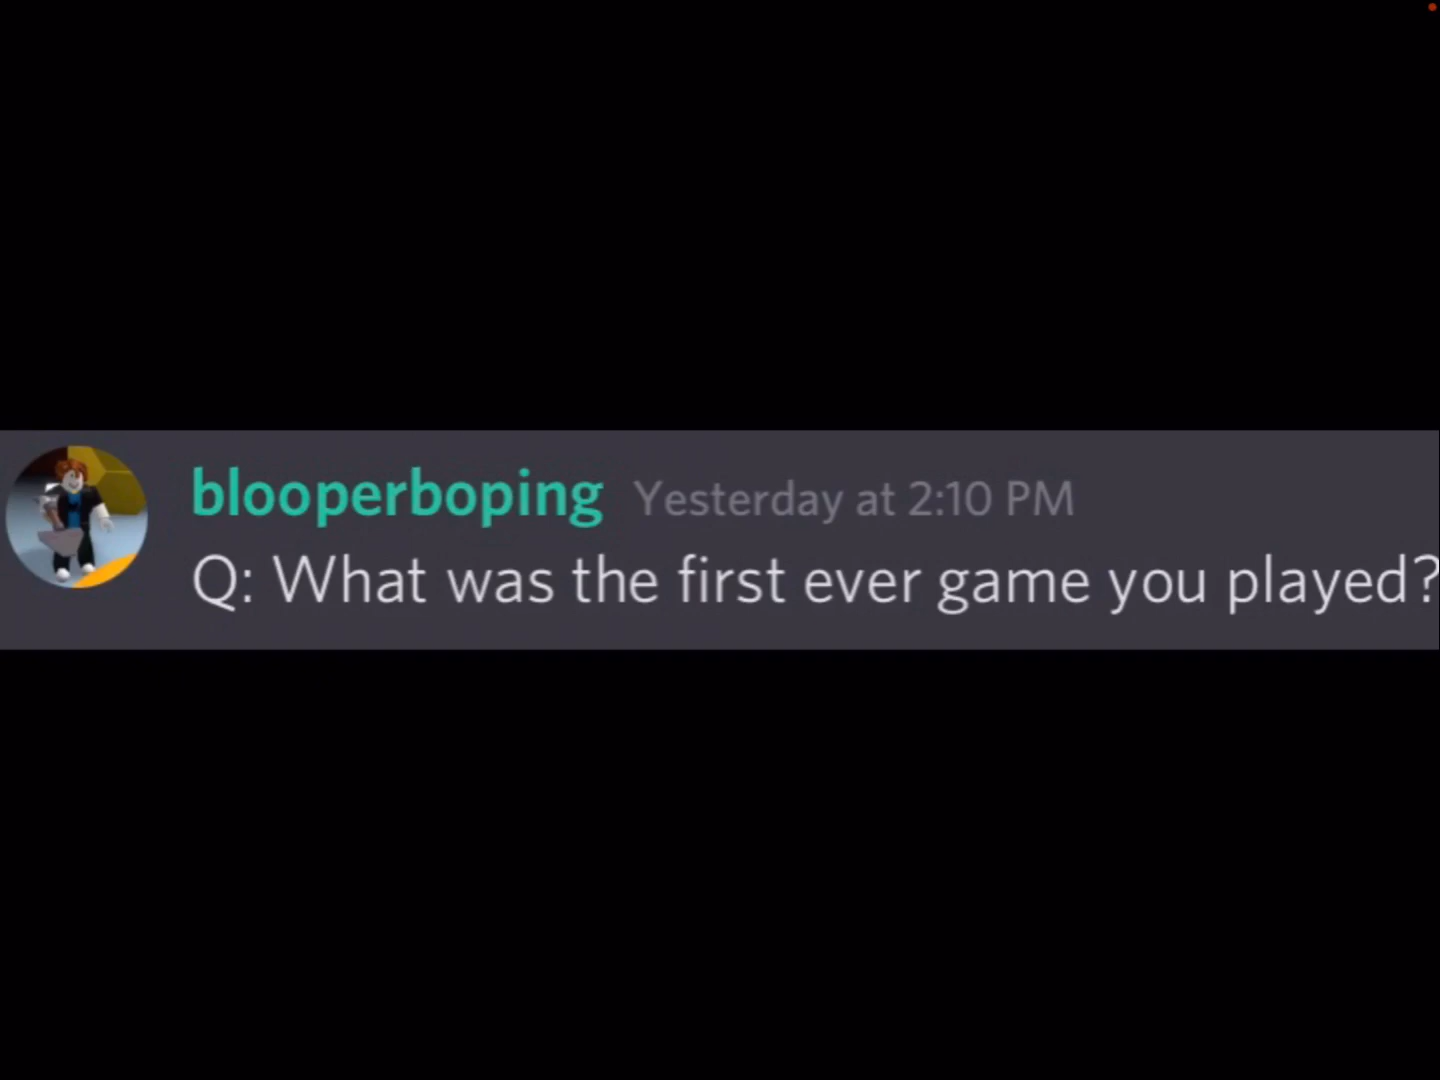 blooperboping Yesterday at 2:10 PM
Q: What was the first ever game you played?